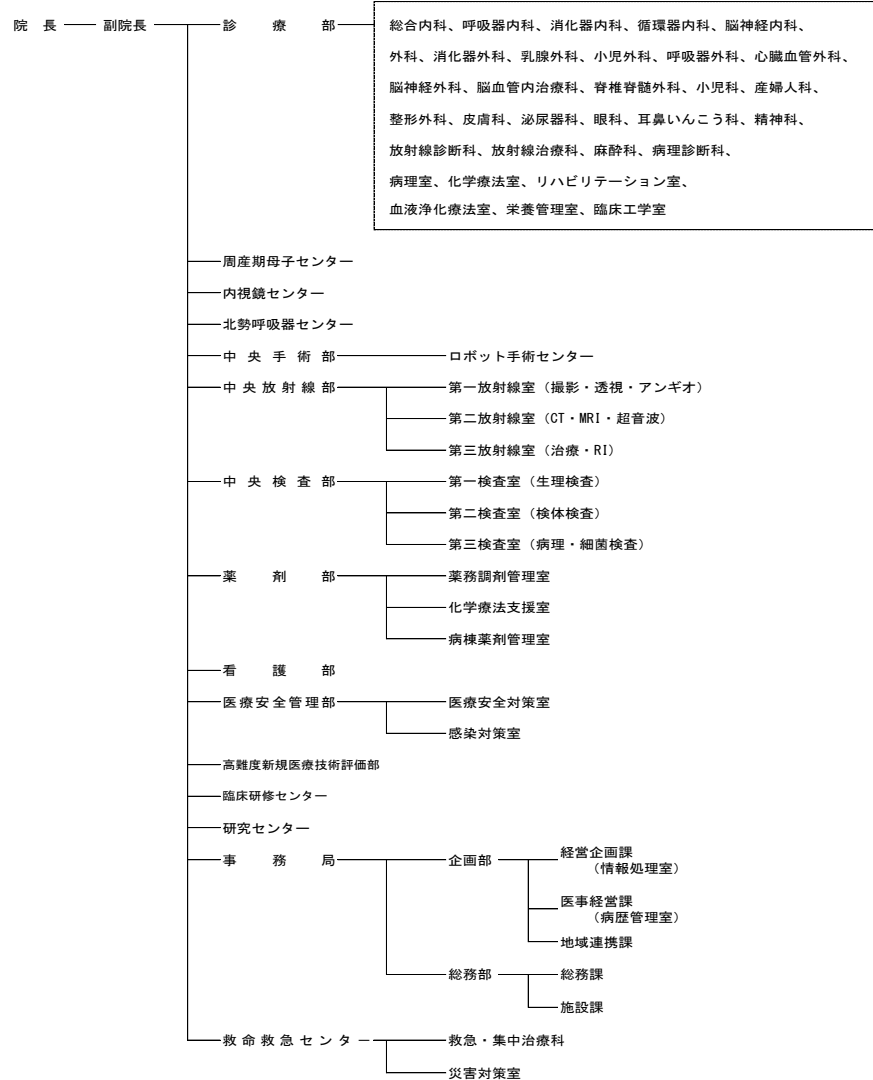 院長 副院長 診療部 総合内科、呼吸器内科、消化器内科、循環器内科、脳神経内科、
外科、消化器外科、乳腺外科、小児外科、呼吸器外科、心臓血管外科、
脳神経外科、脳血管内治療科、脊椎脊髄外科、小児科、産婦人科、
整形外科、皮膚科、泌尿器科、眼科、耳鼻いんこう科、精神科、
放射線診断科、放射線治療科、麻酔科、病理診断科、
病理室、化学療法室、リハビリテーション室、
血液浄化療法室、栄養管理室、臨床工学室
周産期母子センター
内視鏡センター
北勢呼吸器センター
中央手術部 ロボット手術センター
中央放射線部 第一放射線室（撮影・透視・アンギオ）
第二放射線室（CT・MRI・超音波）
第三放射線室（治療・RI）
中央検査部 第一検査室（生理検査）
第二検査室（検体検査）
第三検査室（病理・細菌検査）
薬剤部 薬務調剤管理室
化学療法支援室
病棟薬剤管理室
看護部
医療安全管理部 医療安全対策室
感染対策室
高難度新規医療技術評価部
臨床研修センター
研究センター
事務局 企画部 経営企画課
（情報処理室）
医事経営課
（病歴管理室）
地域連携課
総務部 総務課
施設課
救命救急センター 救急・集中治療科
災害対策室